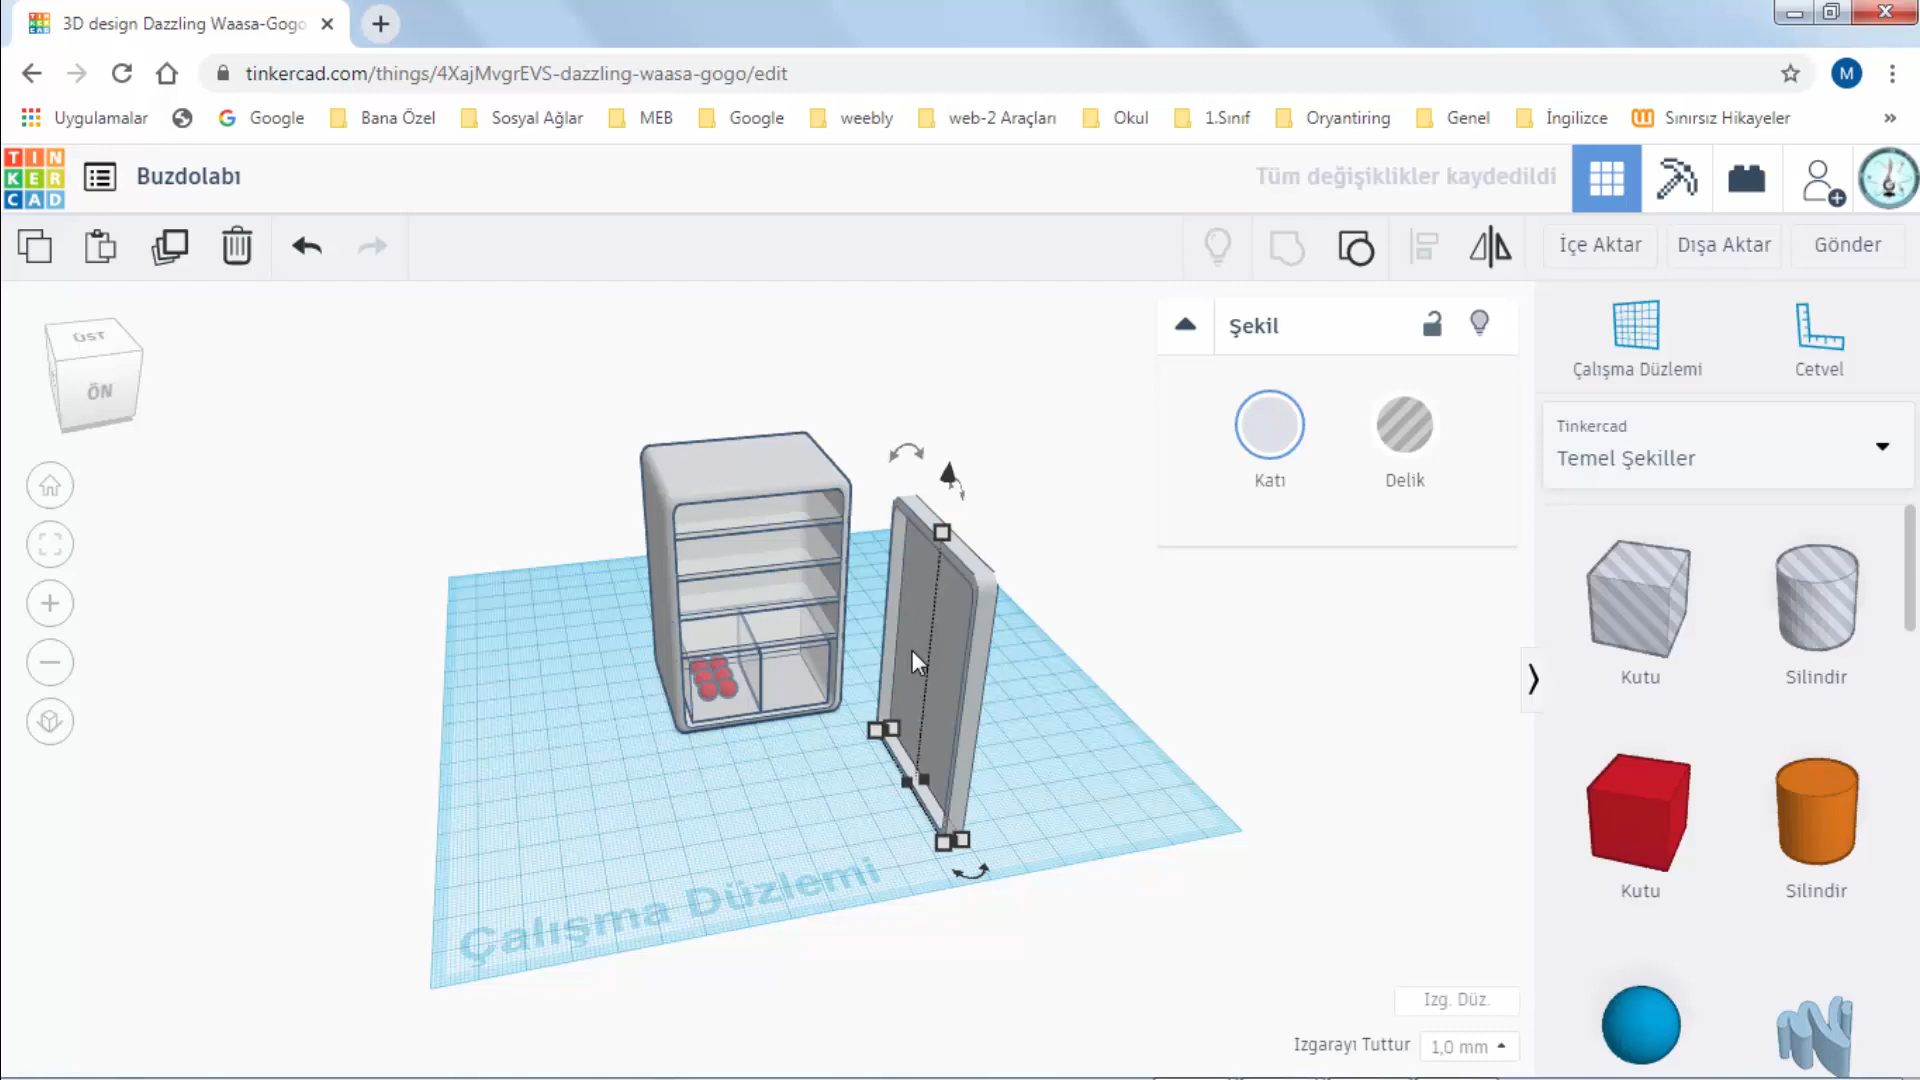 3D design Dazzling Waasa-Gogo
tinkercad.com/things/4XajMvgrEVS-dazzling-waasa-gogo/edit
M
Uygulamalar
Google
Bana Özel
Sosyal Ağlar
MEB
Google
weebly
web-2 Araçları
Okul
1.Sınıf
Oryantiring
Genel
İngilizce
Sınırsız Hikayeler
»
TIN
KER
CAD
Buzdolabı
Tüm değişiklikler kaydedildi
İçe Aktar
Dışa Aktar
Gönder
ÜST
ÖN
Şekil
Katı
Delik
Çalışma Düzlemi
Cetvel
Tinkercad
Temel Şekiller
Kutu
Silindir
Kutu
Silindir
Çalışma Düzlemi
Izg. Düz.
Izgarayı Tuttur
1,0 mm